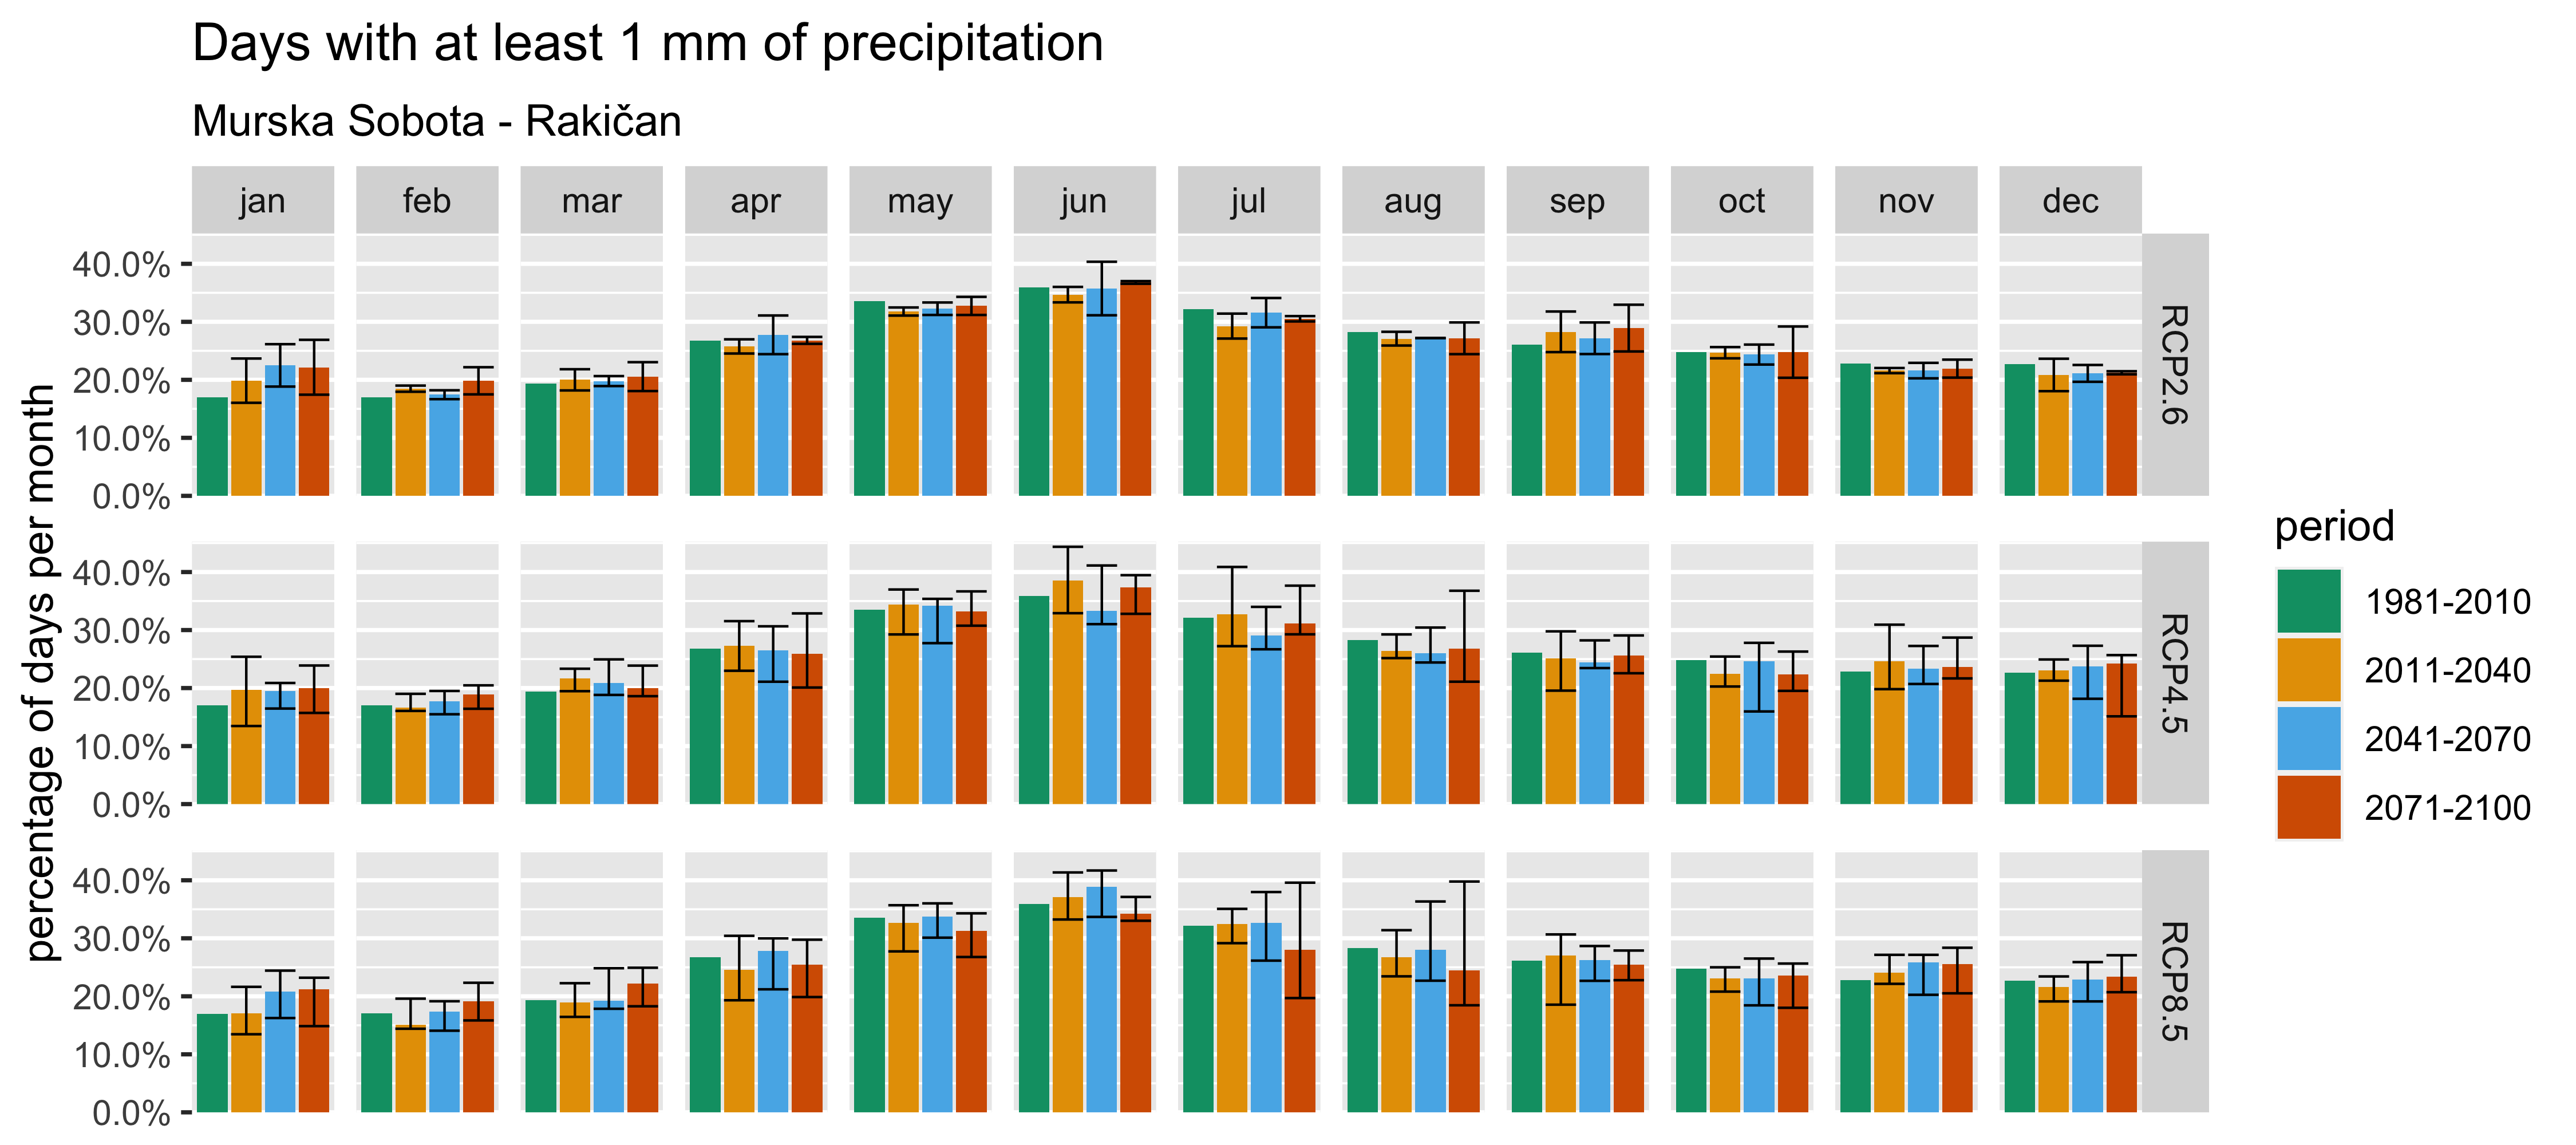 Days with at least 1 mm of precipitation
Murska Sobota - Rakičan
jan feb mar apr may jun jul aug sep oct nov dec
percentage of days per month
40.0%
30.0%
20.0%
10.0%
0.0%
RCP2.6
40.0%
30.0%
20.0%
10.0%
0.0%
RCP4.5
40.0%
30.0%
20.0%
10.0%
0.0%
RCP8.5
period
1981-2010
2011-2040
2041-2070
2071-2100